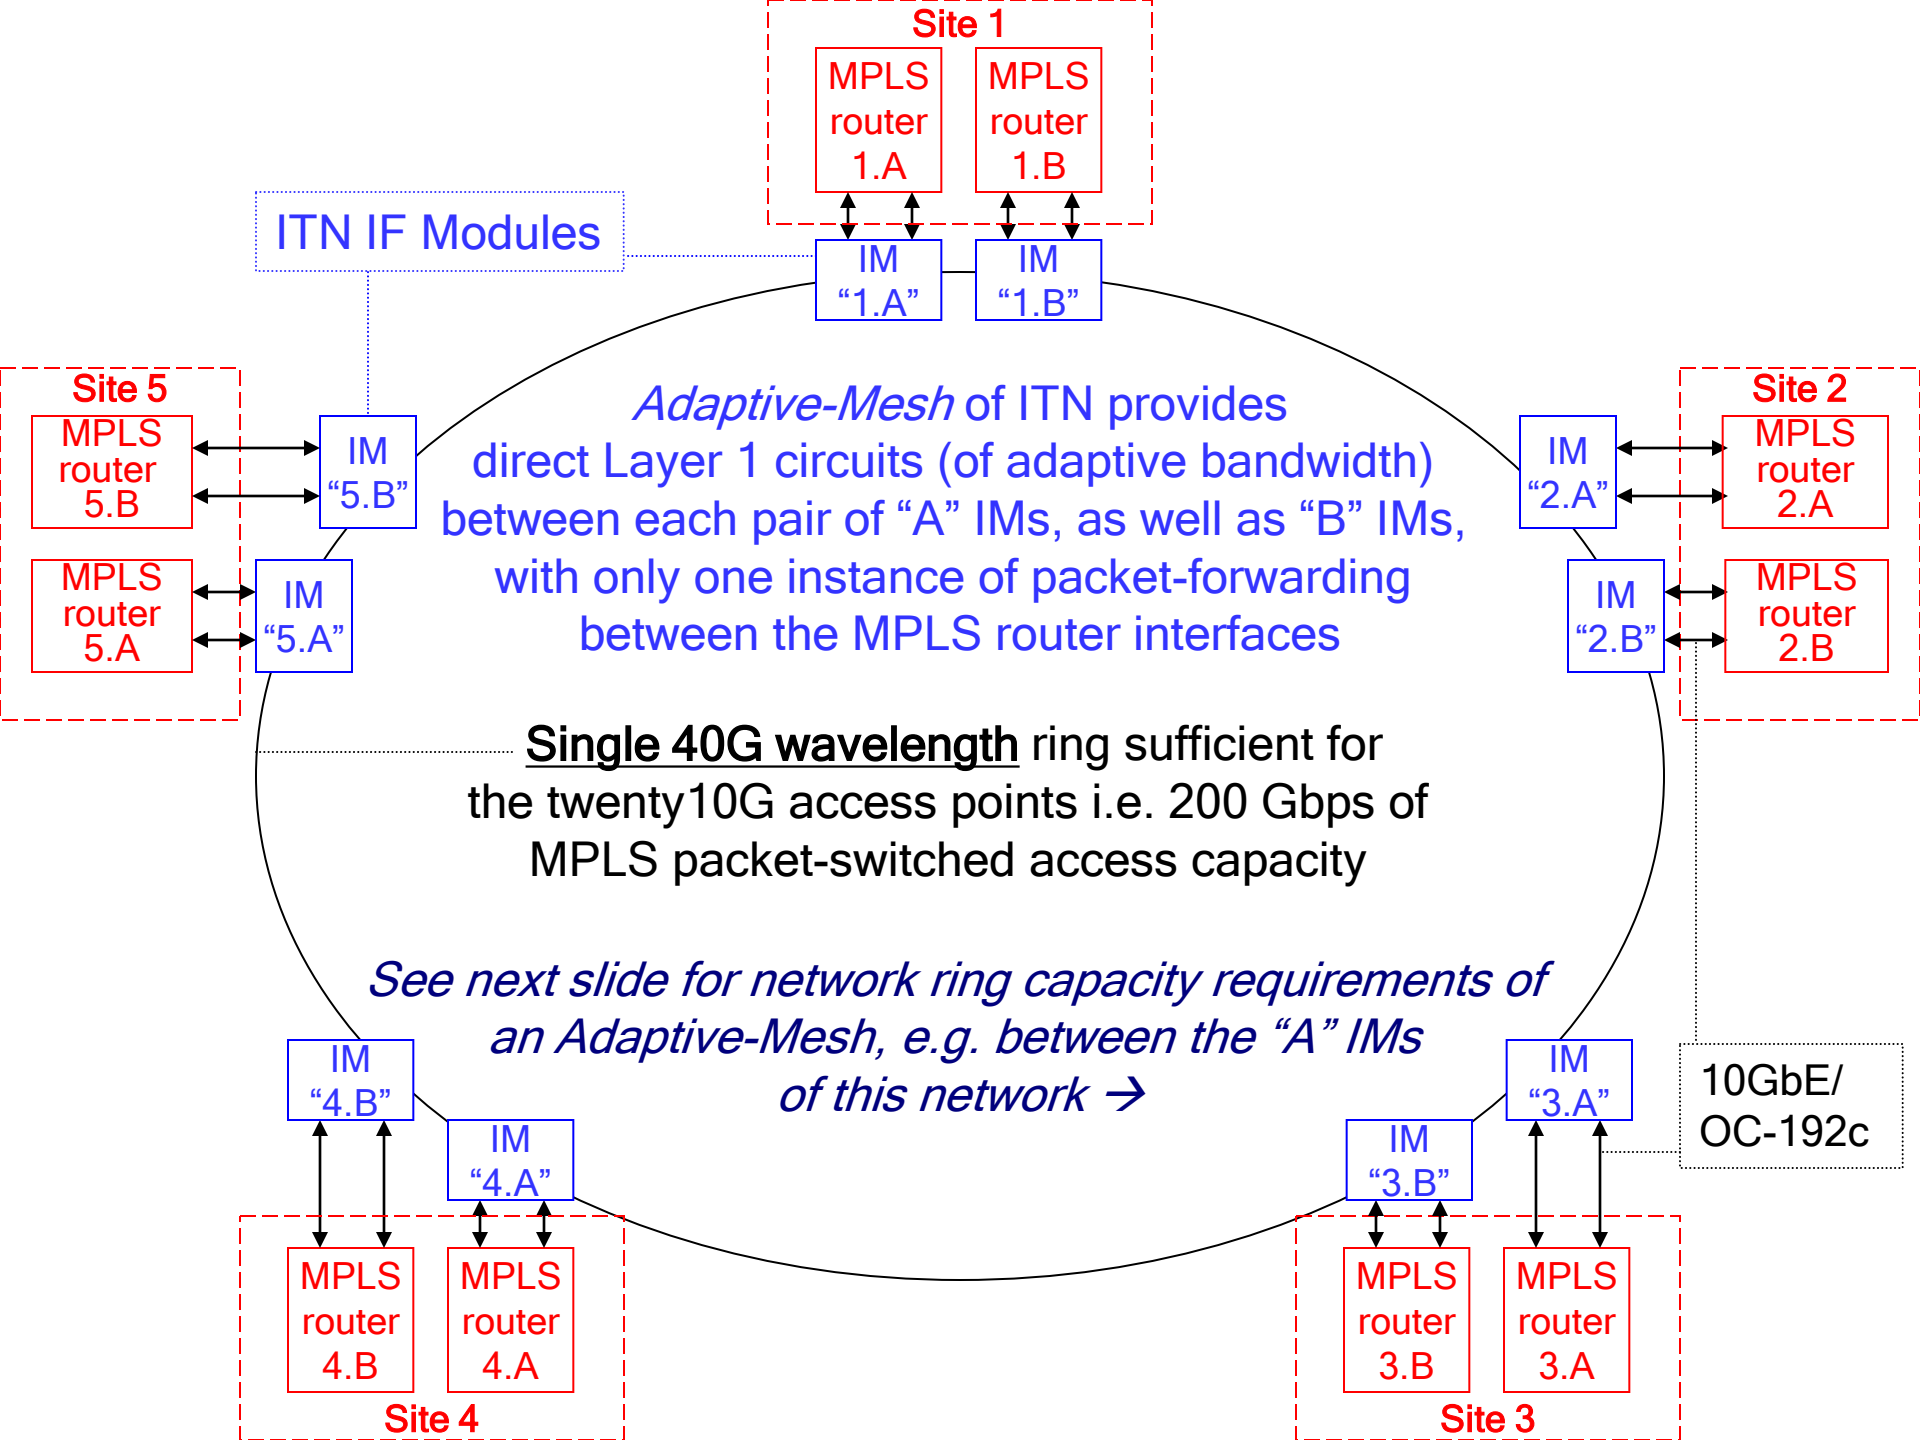 Site 1
MPLS
router
1.A
MPLS
router
1.B
ITN IF Modules
IM
“1.A”
IM
“1.B”
Site 5
MPLS
router
5.B
IM
“5.B”
MPLS
router
5.A
IM
“5.A”
Site 2
IM
“2.A”
MPLS
router
2.A
IM
“2.B”
MPLS
router
2.B
Adaptive-Mesh of ITN provides
direct Layer 1 circuits (of adaptive bandwidth)
between each pair of “A” IMs, as well as “B” IMs,
with only one instance of packet-forwarding
between the MPLS router interfaces
Single 40G wavelength ring sufficient for
the twenty10G access points i.e. 200 Gbps of
MPLS packet-switched access capacity
See next slide for network ring capacity requirements of
an Adaptive-Mesh, e.g. between the “A” IMs
of this network →
IM
“4.B”
IM
“4.A”
IM
“3.B”
IM
“3.A”
10GbE/
OC-192c
MPLS
router
4.B
MPLS
router
4.A
Site 4
MPLS
router
3.B
MPLS
router
3.A
Site 3